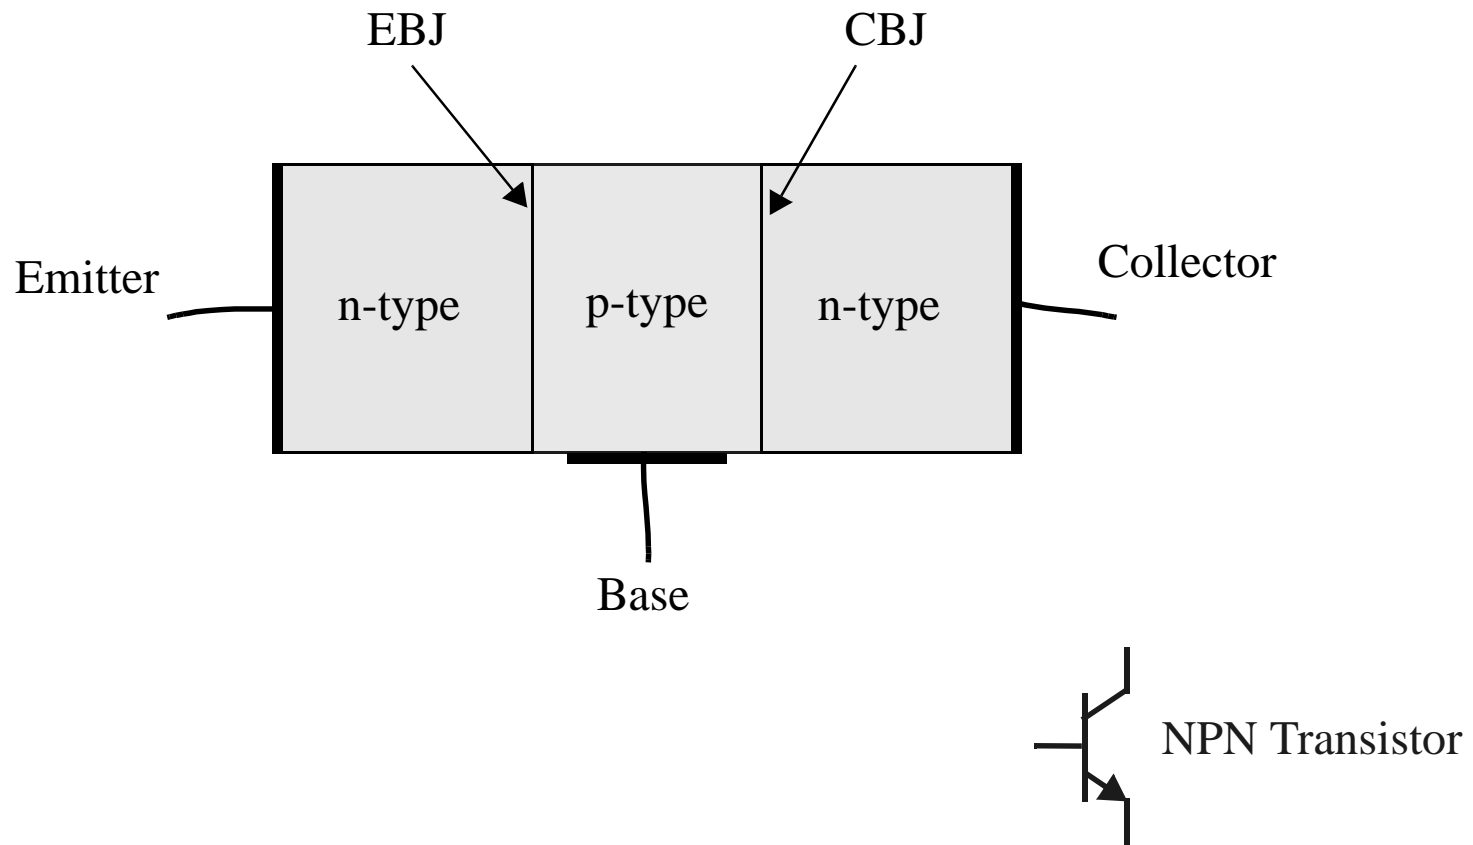 EBJ
CBJ
Emitter
n-type
p-type
n-type
Collector
Base
NPN Transistor